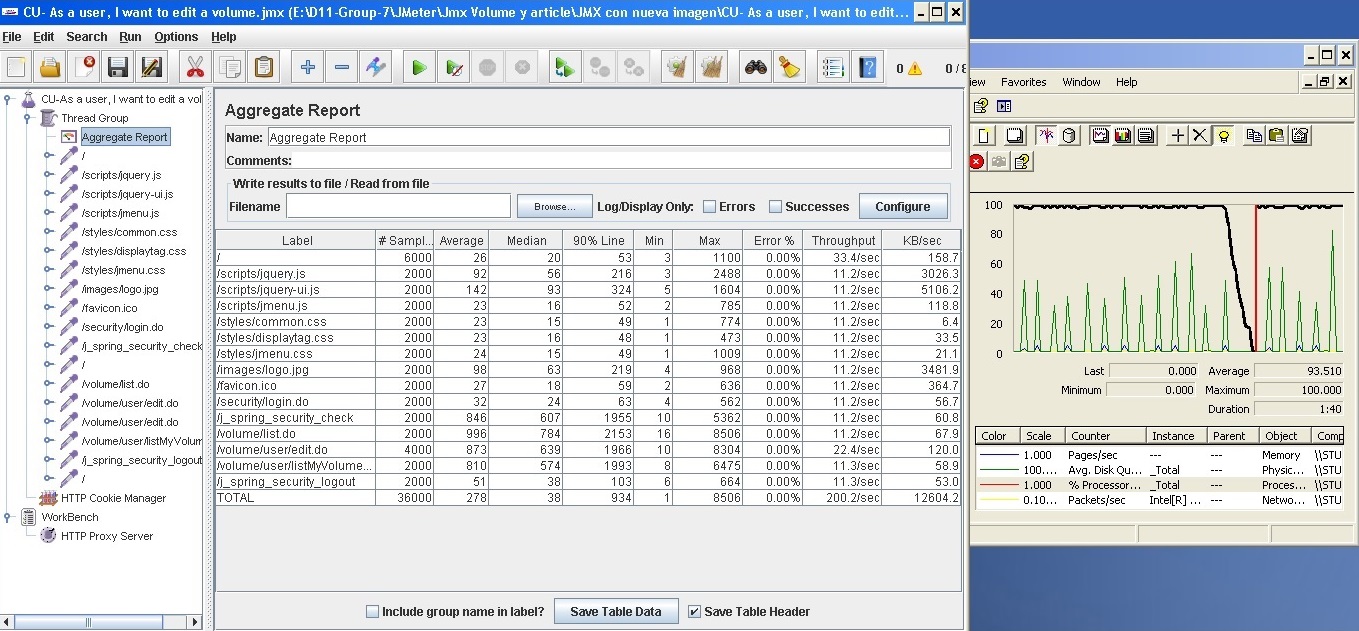 CU- As a user, I want to edit a volume.jmx (E:\D11-Group-7\JMeter\Jmx Volume y article\JMX con nueva imagen\CU- As a user, I want to edit...
File Edit Search Run Options Help
0 0 / 8
CU-As a user, I want to edit a vol
Thread Group
Aggregate Report
/
/scripts/jquery.js
/scripts/jquery-ui.js
/scripts/jmenu.js
/styles/common.css
/styles/displaytag.css
/styles/jmenu.css
/images/logo.jpg
/favicon.ico
/security/login.do
/j_spring_security_check
/
/volume/list.do
/volume/user/edit.do
/volume/user/edit.do
/volume/user/listMyVolum
/j_spring_security_logout
/
HTTP Cookie Manager
WorkBench
HTTP Proxy Server
Aggregate Report
Name: Aggregate Report
Comments:
Write results to file / Read from file
Filename Browse... Log/Display Only: Errors Successes Configure
Label # Sampl... Average Median 90% Line Min Max Error % Throughput KB/sec
/ 6000 26 20 53 3 1100 0.00% 33.4/sec 158.7
/scripts/jquery.js 2000 92 56 216 3 2488 0.00% 11.2/sec 3026.3
/scripts/jquery-ui.js 2000 142 93 324 5 1604 0.00% 11.2/sec 5106.2
/scripts/jmenu.js 2000 23 16 52 2 785 0.00% 11.2/sec 118.8
/styles/common.css 2000 23 15 49 1 774 0.00% 11.2/sec 6.4
/styles/displaytag.css 2000 23 16 48 1 473 0.00% 11.2/sec 33.5
/styles/jmenu.css 2000 24 15 49 1 1009 0.00% 11.2/sec 21.1
/images/logo.jpg 2000 98 63 219 4 968 0.00% 11.2/sec 3481.9
/favicon.ico 2000 27 18 59 2 636 0.00% 11.2/sec 364.7
/security/login.do 2000 32 24 63 4 562 0.00% 11.2/sec 56.7
/j_spring_security_check 2000 846 607 1955 10 5362 0.00% 11.2/sec 60.8
/volume/list.do 2000 996 784 2153 16 8506 0.00% 11.2/sec 67.9
/volume/user/edit.do 4000 873 639 1966 10 8304 0.00% 22.4/sec 120.0
/volume/user/listMyVolume... 2000 810 574 1993 8 6475 0.00% 11.3/sec 58.9
/j_spring_security_logout 2000 51 38 103 6 664 0.00% 11.3/sec 53.0
TOTAL 36000 278 38 934 1 8506 0.00% 200.2/sec 12604.2
Include group name in label? Save Table Data Save Table Header
iew Favorites Window Help
100
80
60
40
20
0
Last 0.000 Average 93.510
Minimum 0.000 Maximum 100.000
Duration 1:40
Color Scale Counter Instance Parent Object Comp
1.000 Pages/sec --- --- Memory \\STU
100.... Avg. Disk Qu... _Total --- Physic... \\STU
1.000 % Processor... _Total --- Proces... \\STU
0.10... Packets/sec Intel[R] ... --- Netwo... \\STU